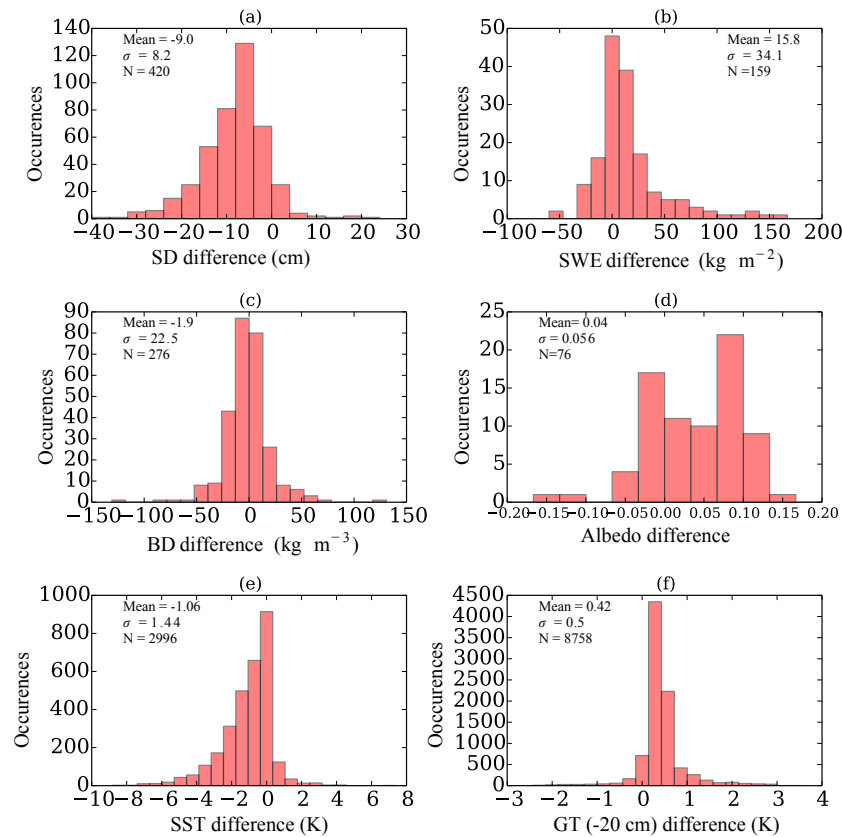 (a)
140
120
100
80
60
40
20
0
Occurences
Mean = -9.0
σ = 8.2
N = 420
−40 −30 −20 −10 0 10 20 30
SD difference (cm)
(b)
50
40
30
20
10
0
Occurences
Mean = 15.8
σ = 34.1
N =159
−100 −50 0 50 100 150 200
SWE difference (kg m−2)
(c)
90
80
70
60
50
40
30
20
10
0
Occurences
Mean = -1.9
σ = 22.5
N = 276
−150 −100 −50 0 50 100 150
BD difference (kg m−3)
(d)
25
20
15
10
5
0
Occurences
Mean= 0.04
σ = 0.056
N=76
−0.20 −0.15 −0.10 −0.05 0.00 0.05 0.10 0.15 0.20
Albedo difference
(e)
1000
800
600
400
200
0
Occurences
Mean = -1.06
σ = 1.44
N = 2996
−10 −8 −6 −4 −2 0 2 4 6 8
SST difference (K)
(f)
4500
4000
3500
3000
2500
2000
1500
1000
500
0
Ooccurences
Mean = 0.42
σ = 0.5
N = 8758
−3 −2 −1 0 1 2 3 4
GT (-20 cm) difference (K)